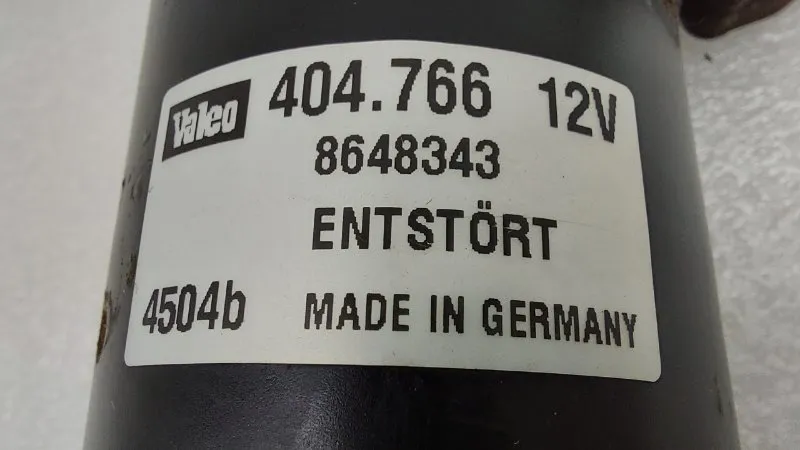 Valeo 404.766 12V
8648343
ENTSTÖRT
4504b MADE IN GERMANY